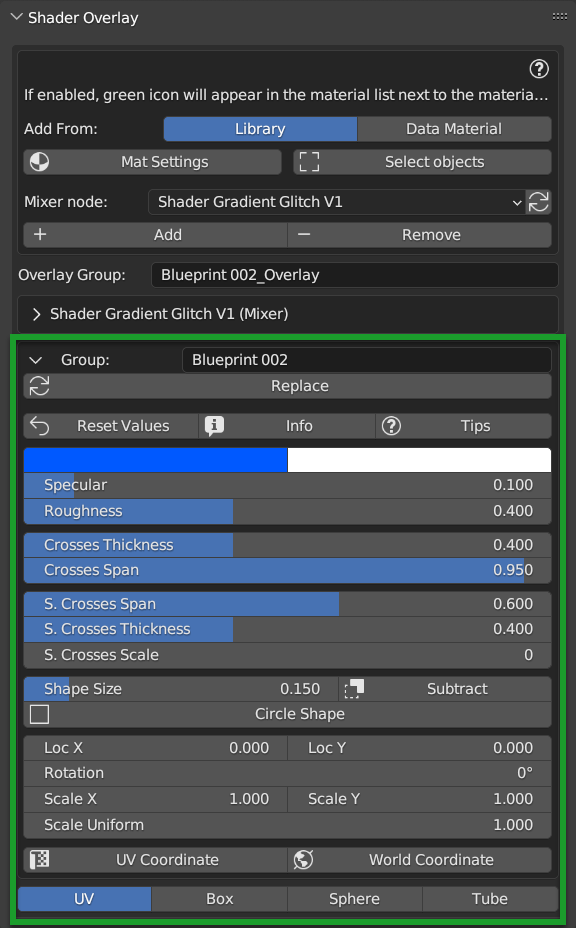 Shader Overlay
If enabled, green icon will appear in the material list next to the materia...
Add From: Library Data Material
Mat Settings Select objects
Mixer node: Shader Gradient Glitch V1
Add Remove
Overlay Group: Blueprint 002_Overlay
Shader Gradient Glitch V1 (Mixer)
Group: Blueprint 002
Replace
Reset Values Info Tips
Specular 0.100
Roughness 0.400
Crosses Thickness 0.400
Crosses Span 0.950
S. Crosses Span 0.600
S. Crosses Thickness 0.400
S. Crosses Scale 0
Shape Size 0.150 Subtract
Circle Shape
Loc X 0.000 Loc Y 0.000
Rotation 0°
Scale X 1.000 Scale Y 1.000
Scale Uniform 1.000
UV Coordinate World Coordinate
UV Box Sphere Tube